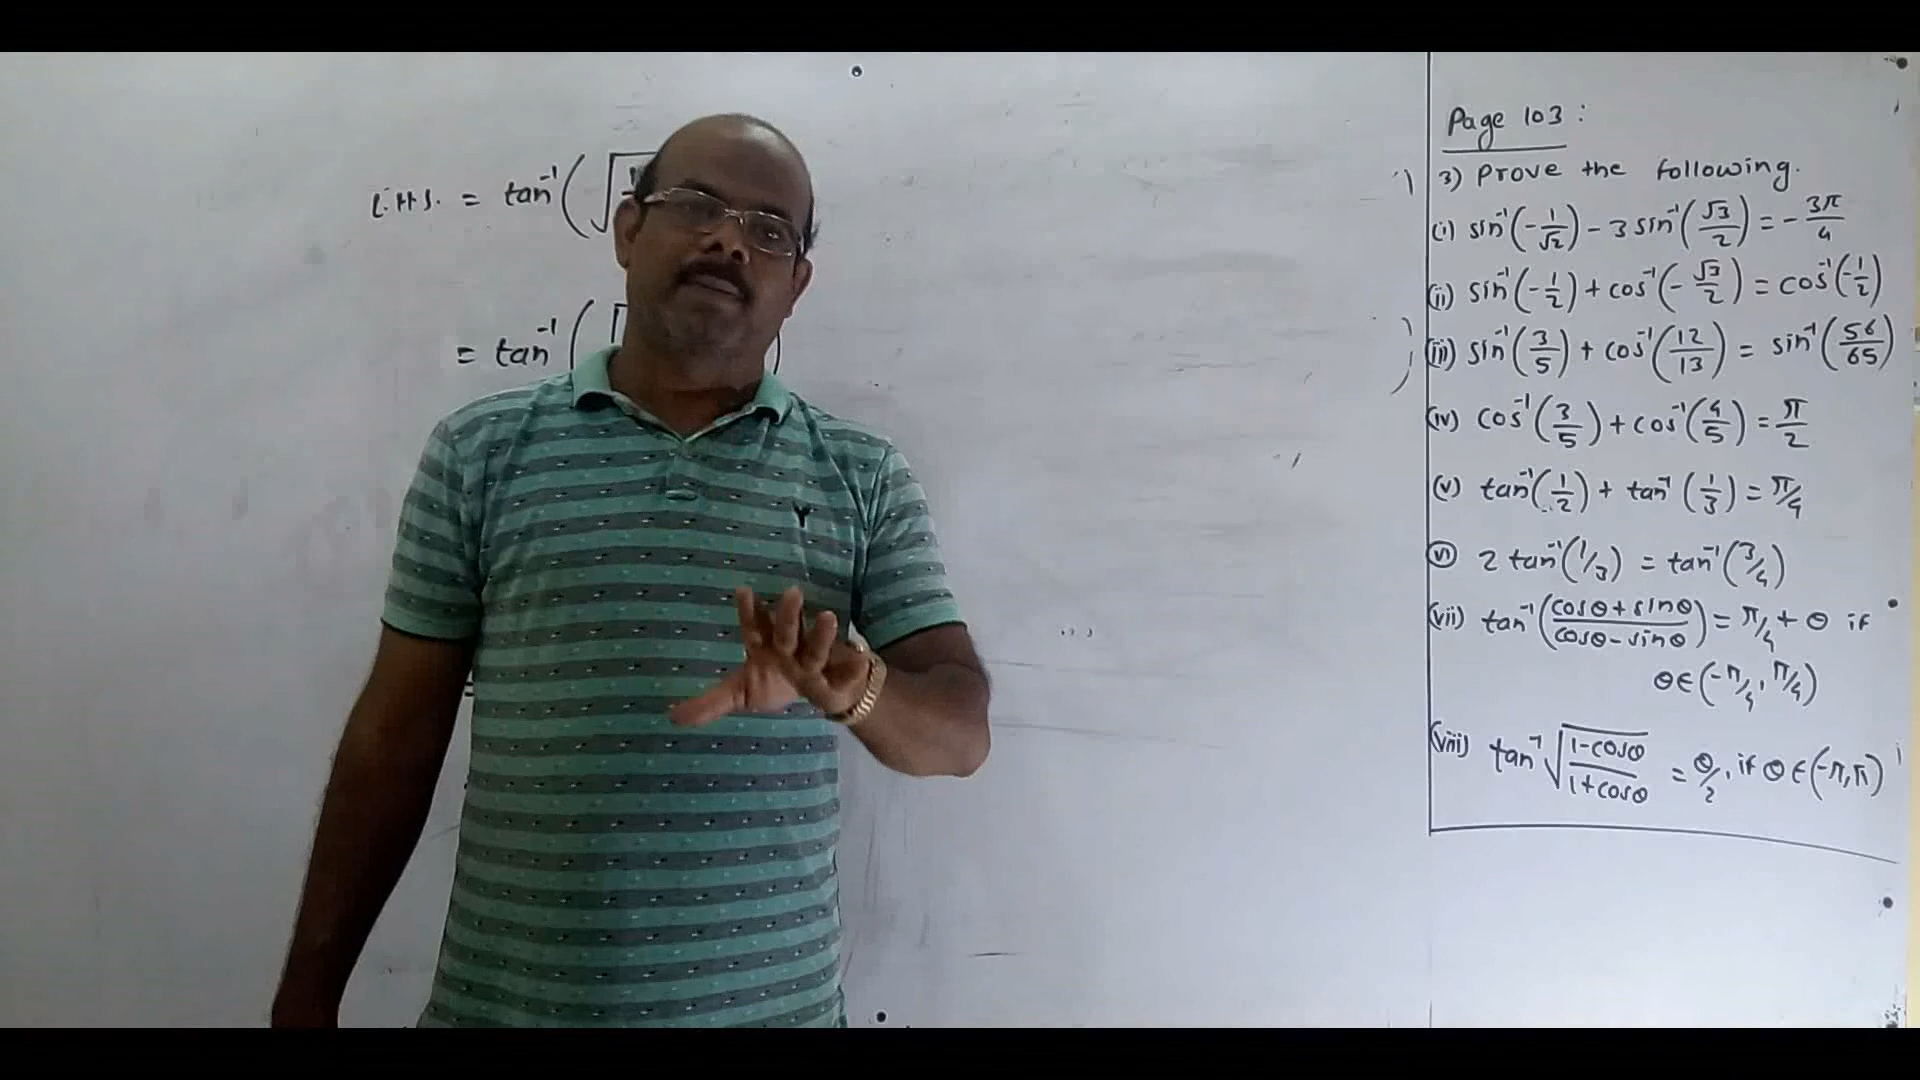 L.H.S. = tan⁻¹(√
= tan⁻¹(√ )
=
Page 103 :
3) Prove the following.
(i) sin⁻¹(-1/√2) - 3 sin⁻¹(√3/2) = -3π/4
(ii) sin⁻¹(-1/2) + cos⁻¹(-√3/2) = cos⁻¹(-1/2)
(iii) sin⁻¹(3/5) + cos⁻¹(12/13) = sin⁻¹(56/65)
(iv) cos⁻¹(3/5) + cos⁻¹(4/5) = π/2
(v) tan⁻¹(1/2) + tan⁻¹(1/3) = π/4
(vi) 2 tan⁻¹(1/3) = tan⁻¹(3/4)
(vii) tan⁻¹((cosθ+sinθ)/(cosθ-sinθ)) = π/4 + θ if
θ∈(-π/4, π/4)
(viii) tan⁻¹√((1-cosθ)/(1+cosθ)) = θ/2, if θ∈(-π,π)